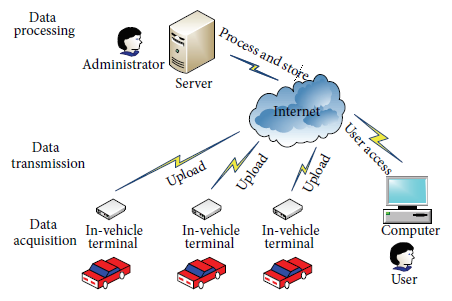 Data
processing
Administrator
Server
Process and store
Internet
Data
transmission
Upload
Upload
Upload
User access
Data
acquisition
In-vehicle
terminal
In-vehicle
terminal
In-vehicle
terminal
Computer
User